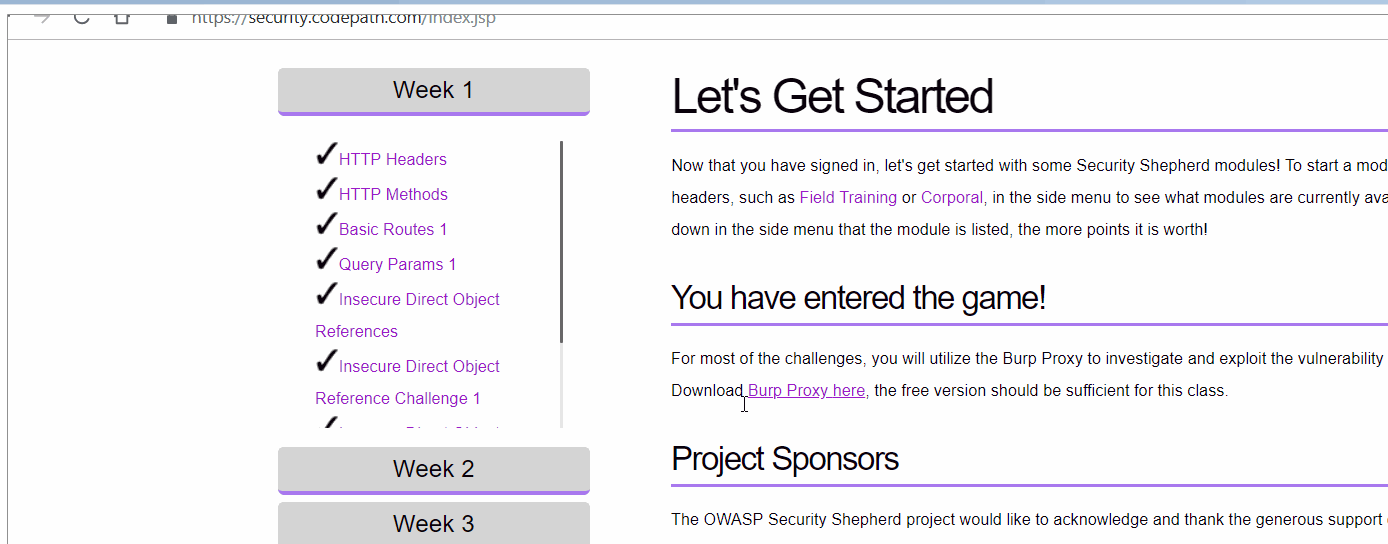 https://security.codepath.com/index.jsp
Week 1
✓HTTP Headers
✓HTTP Methods
✓Basic Routes 1
✓Query Params 1
✓Insecure Direct Object
References
✓Insecure Direct Object
Reference Challenge 1
Week 2
Week 3
Let's Get Started
Now that you have signed in, let's get started with some Security Shepherd modules! To start a mod
headers, such as Field Training or Corporal, in the side menu to see what modules are currently ava
down in the side menu that the module is listed, the more points it is worth!
You have entered the game!
For most of the challenges, you will utilize the Burp Proxy to investigate and exploit the vulnerability
Download Burp Proxy here, the free version should be sufficient for this class.
Project Sponsors
The OWASP Security Shepherd project would like to acknowledge and thank the generous support